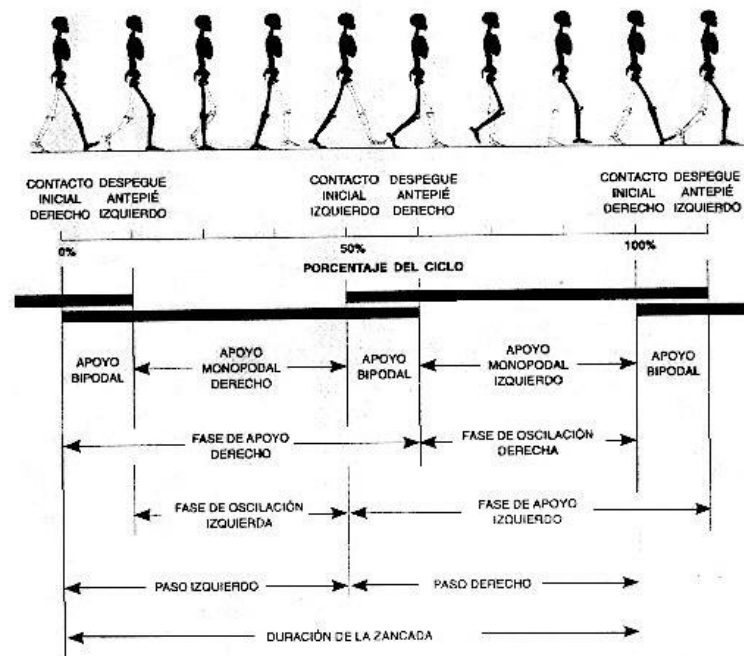 CONTACTO INICIAL DERECHO
DESPEGUE ANTEPIÉ IZQUIERDO
CONTACTO INICIAL IZQUIERDO
DESPEGUE ANTEPIÉ DERECHO
CONTACTO INICIAL DERECHO
DESPEGUE ANTEPIÉ IZQUIERDO
0%
50%
100%
PORCENTAJE DEL CICLO
APOYO BIPODAL
APOYO MONOPODAL DERECHO
APOYO BIPODAL
APOYO MONOPODAL IZQUIERDO
APOYO BIPODAL
FASE DE APOYO DERECHO
FASE DE OSCILACIÓN DERECHA
FASE DE OSCILACIÓN IZQUIERDA
FASE DE APOYO IZQUIERDO
PASO IZQUIERDO
PASO DERECHO
DURACIÓN DE LA ZANCADA